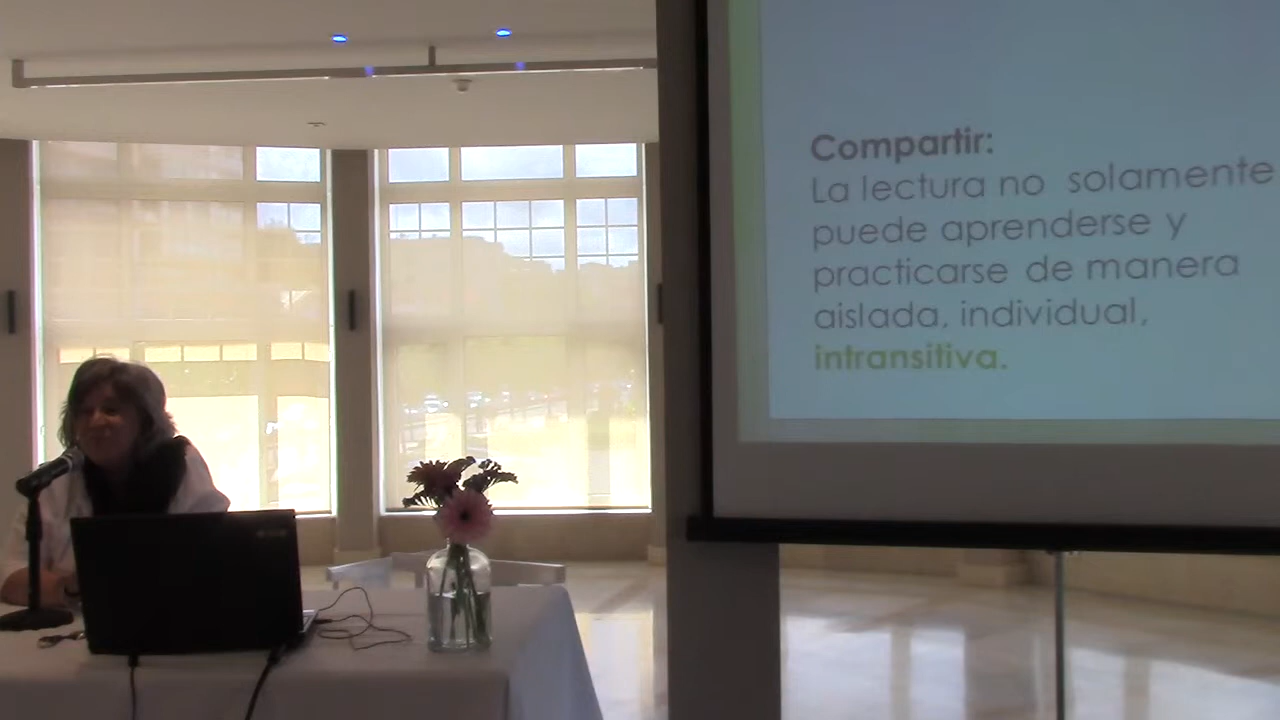 Compartir:
La lectura no solamente
puede aprenderse y
practicarse de manera
aislada, individual,
intransitiva.